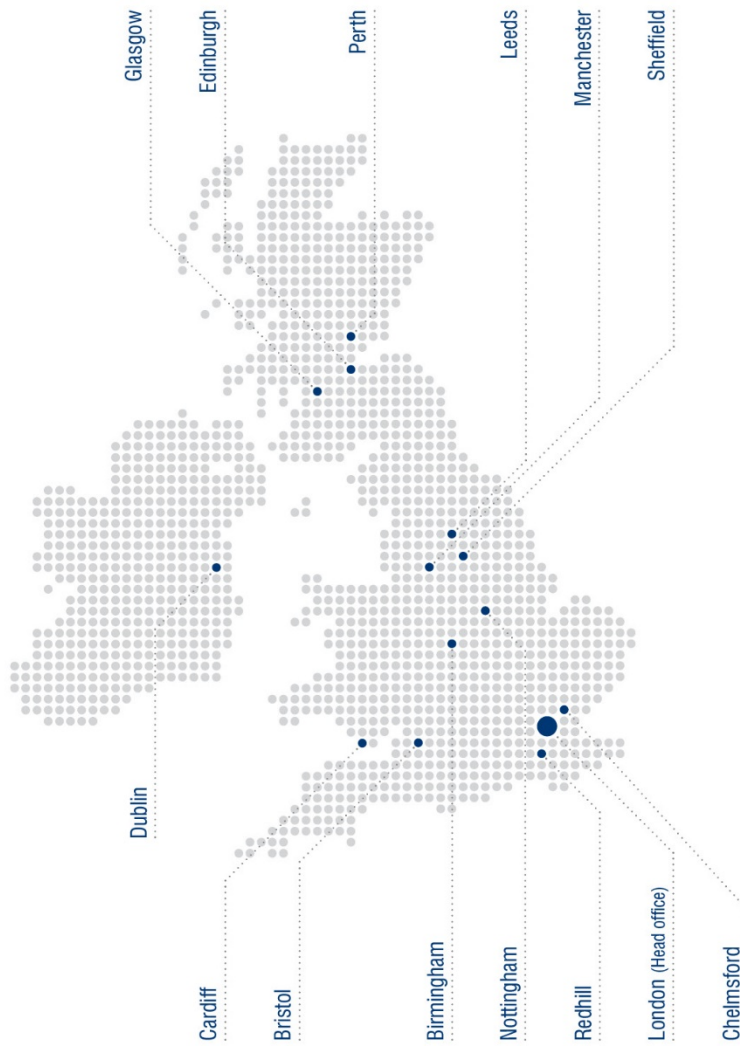 Glasgow
Edinburgh
Perth
Leeds
Manchester
Sheffield
Dublin
Cardiff
Bristol
Birmingham
Nottingham
Redhill
London (Head office)
Chelmsford